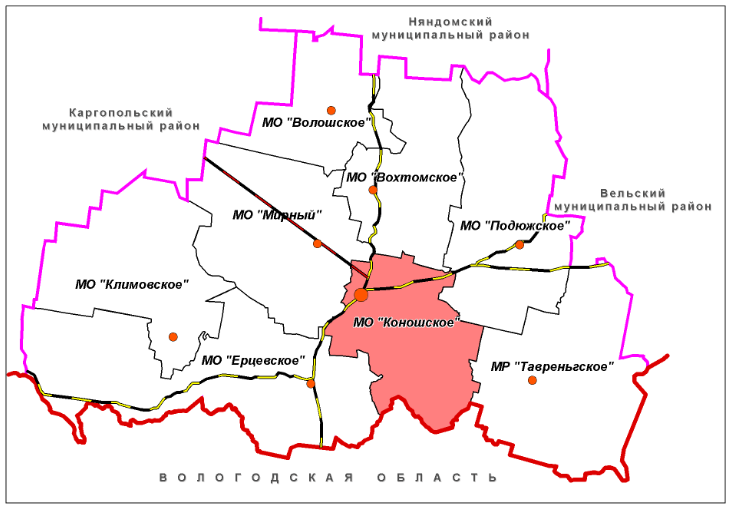 Няндомский
муниципальный район
Каргопольский
муниципальный район
МО "Волошское"
МО "Вохтомское"
Вельский
муниципальный район
МО "Мирный"
МО "Подюжское"
МО "Климовское"
МО "Коношское"
МО "Ерцевское"
МР "Тавреньгское"
ВОЛОГОДСКАЯ ОБЛАСТЬ